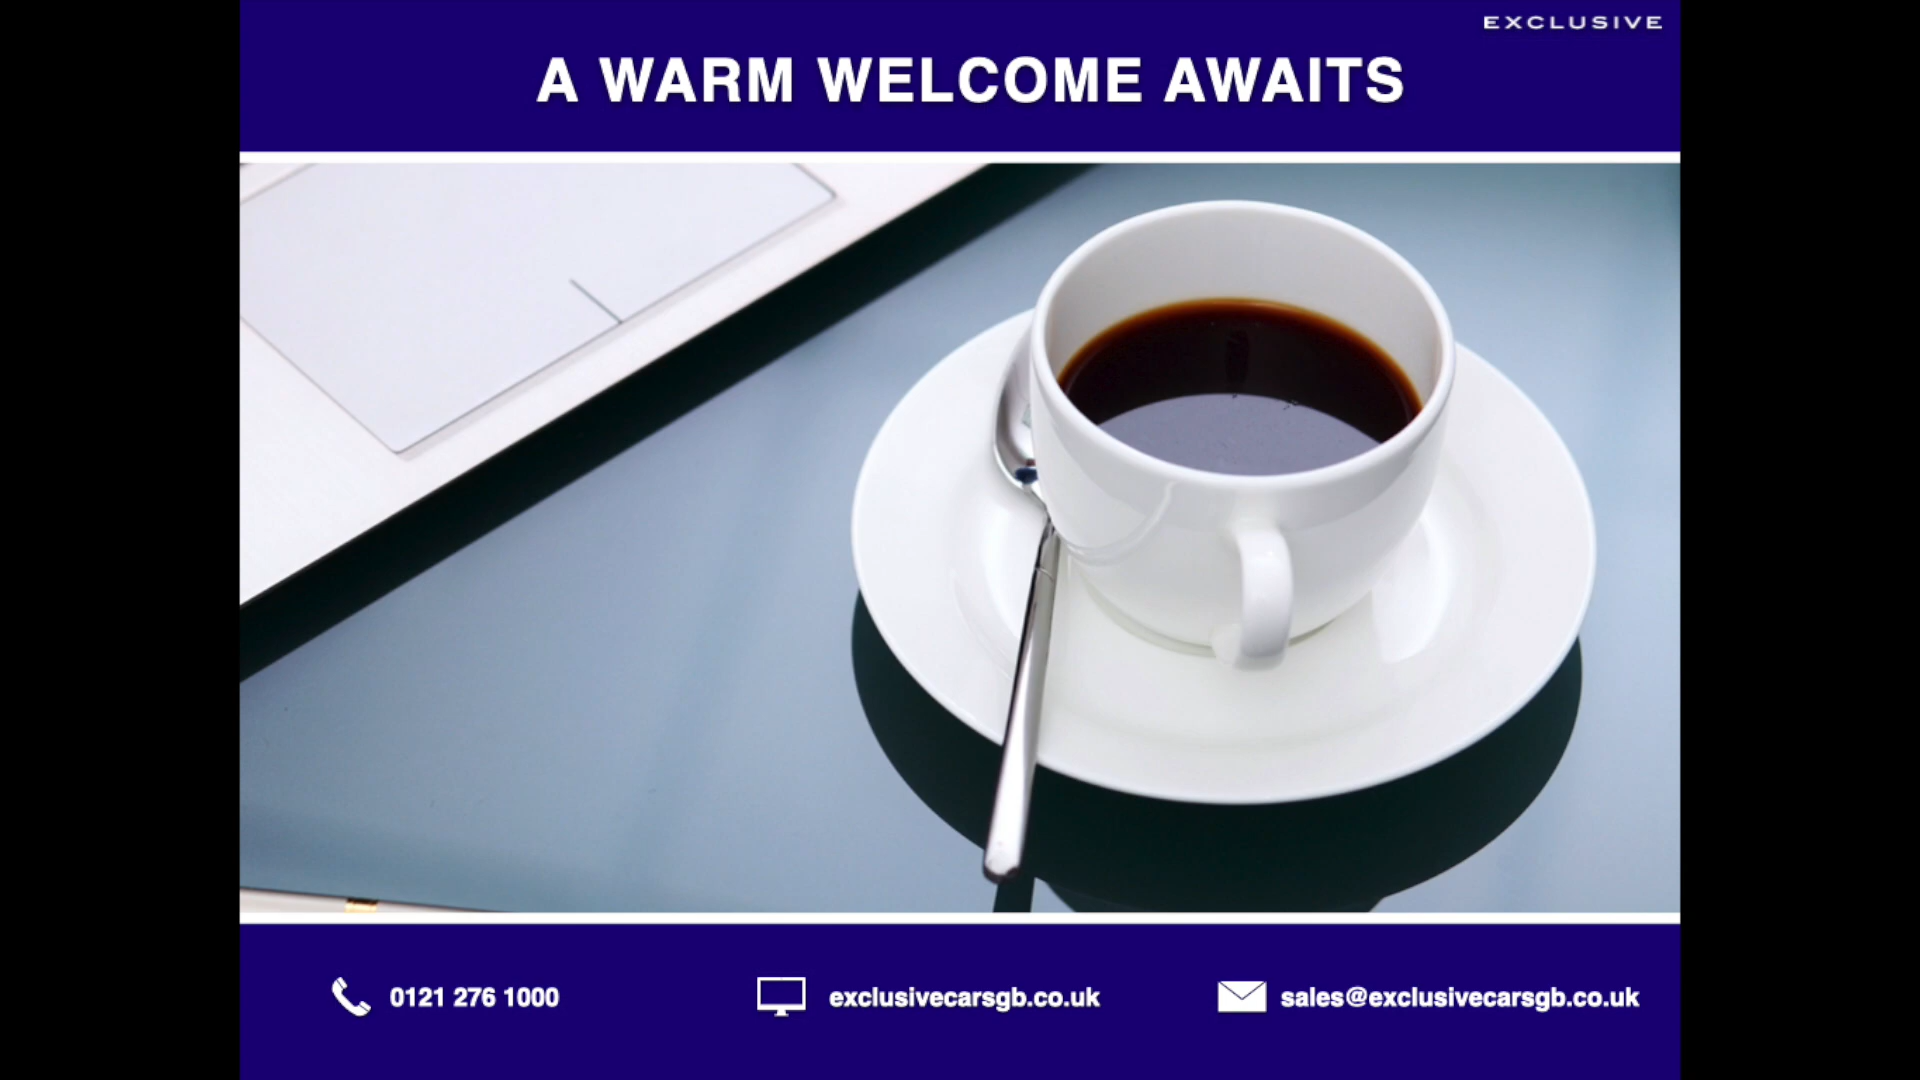 EXCLUSIVE
A WARM WELCOME AWAITS
0121 276 1000
exclusivecarsgb.co.uk
sales@exclusivecarsgb.co.uk